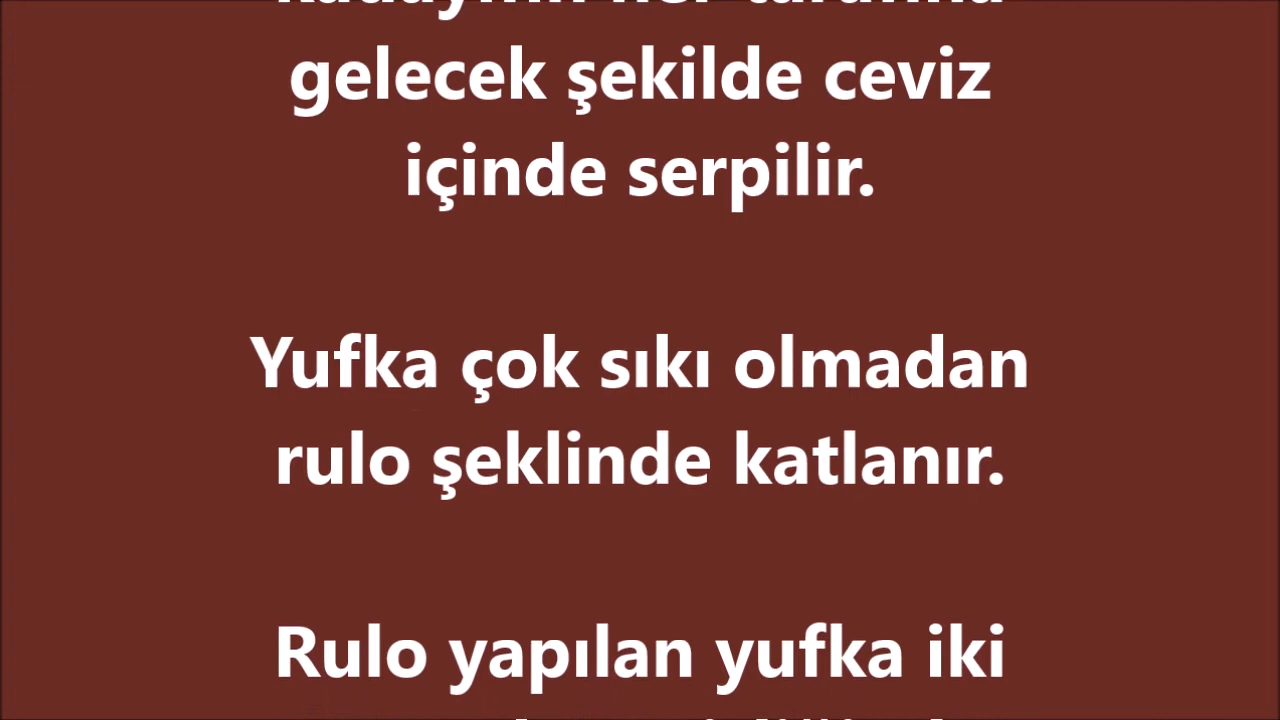 gelecek şekilde ceviz
içinde serpilir.
Yufka çok sıkı olmadan
rulo şeklinde katlanır.
Rulo yapılan yufka iki